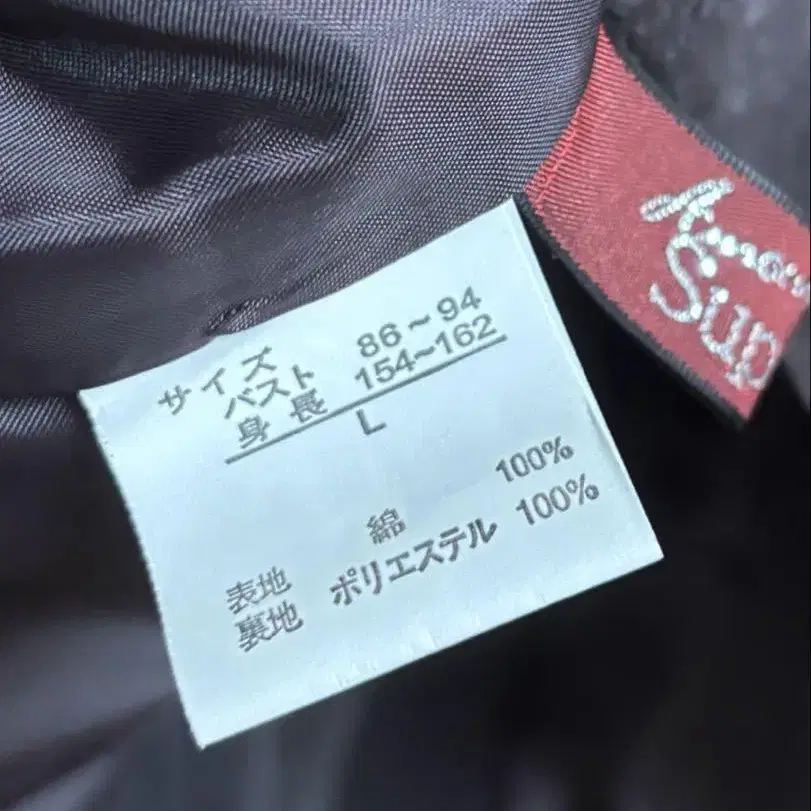 サイズ
バスト 86～94
身長 154～162
L
表地 綿 100%
裏地 ポリエステル 100%